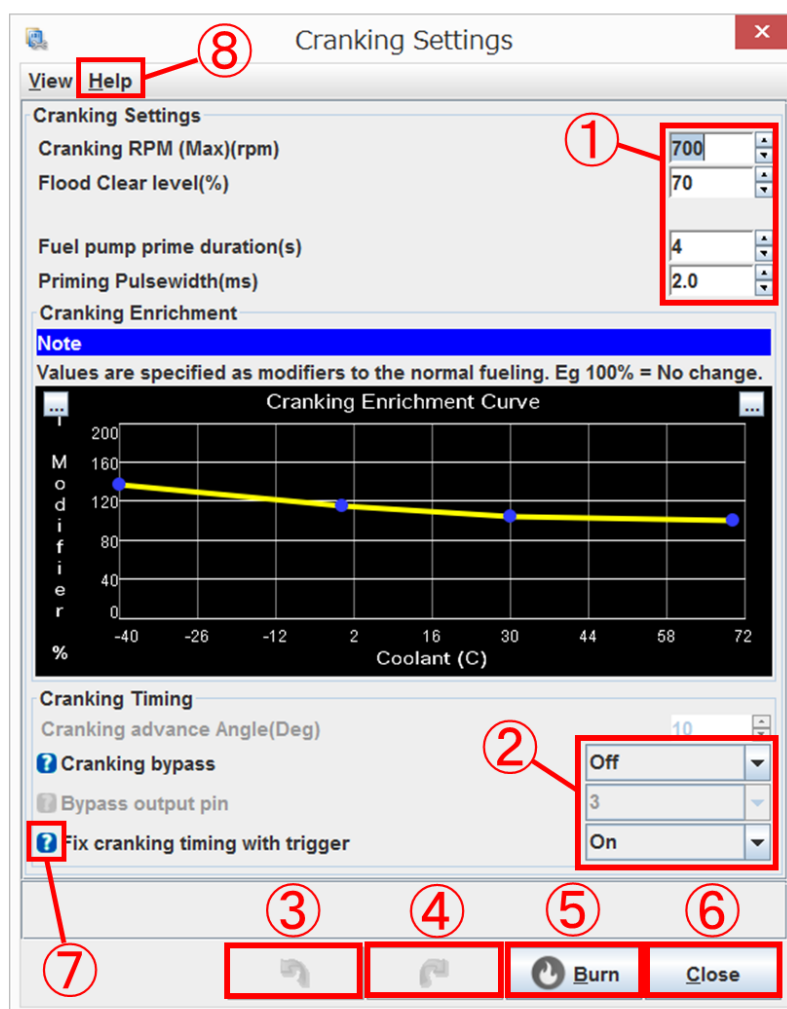 Cranking Settings
⑧
View Help
Cranking Settings
①
Cranking RPM (Max)(rpm) 700
Flood Clear level(%) 70
Fuel pump prime duration(s) 4
Priming Pulsewidth(ms) 2.0
Cranking Enrichment
Note
Values are specified as modifiers to the normal fueling. Eg 100% = No change.
... Cranking Enrichment Curve ...
Modifier %
200
160
120
80
40
0
-40 -26 -12 2 16 30 44 58 72
Coolant (C)
Cranking Timing
Cranking advance Angle(Deg) 10
②
? Cranking bypass Off
? Bypass output pin 3
? Fix cranking timing with trigger On
③ ④ ⑤ ⑥
⑦
Burn Close